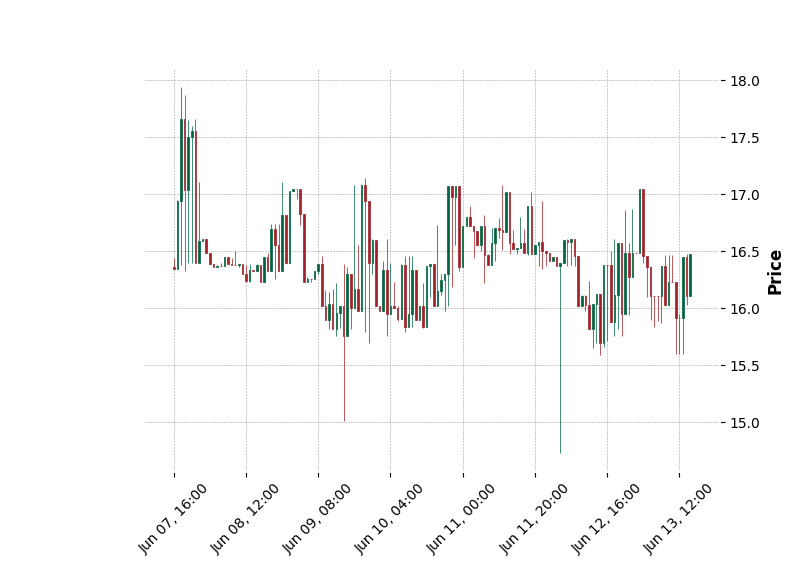 18.0
17.5
17.0
16.5
16.0
15.5
15.0
Price
Jun 07, 16:00
Jun 08, 12:00
Jun 09, 08:00
Jun 10, 04:00
Jun 11, 00:00
Jun 11, 20:00
Jun 12, 16:00
Jun 13, 12:00